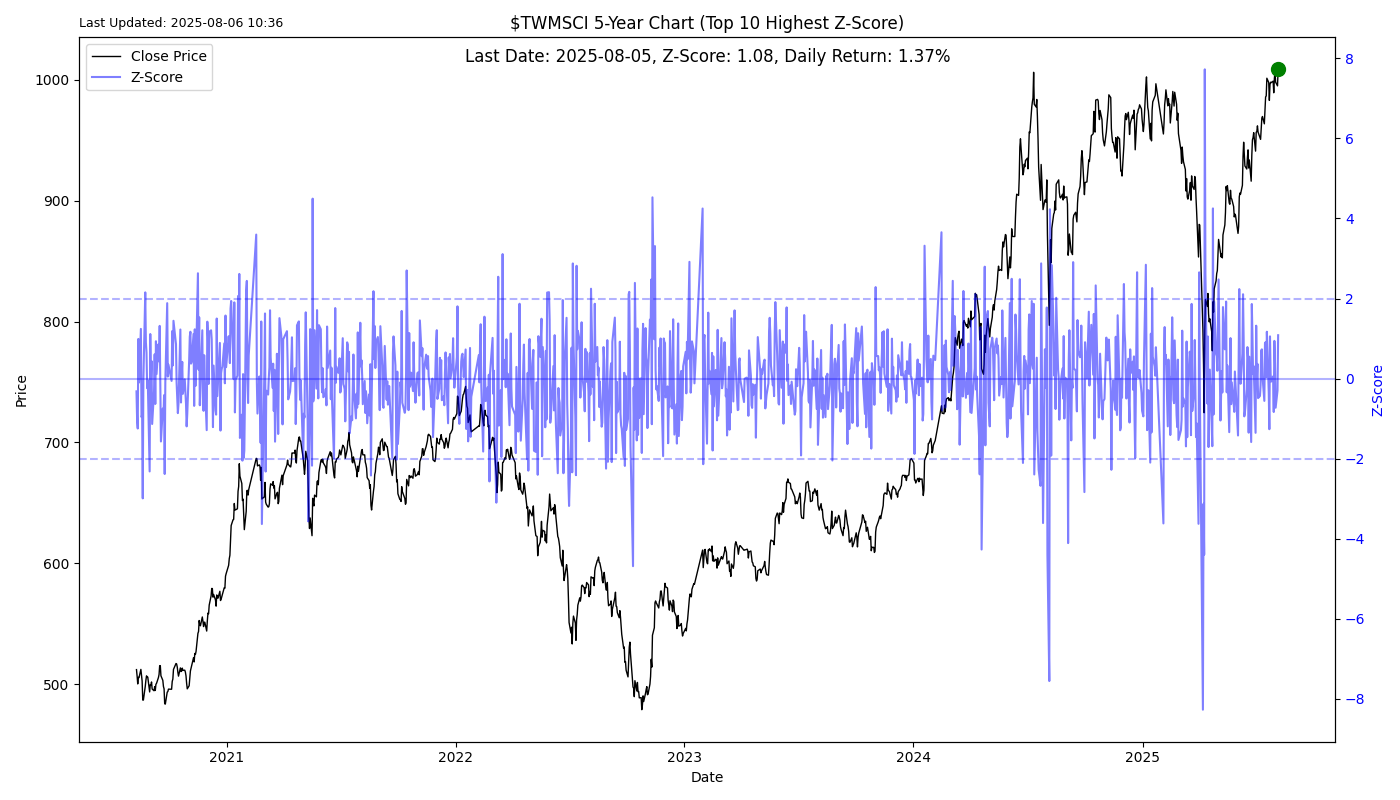 Last Updated: 2025-08-06 10:36
$TWMSCI 5-Year Chart (Top 10 Highest Z-Score)
Last Date: 2025-08-05, Z-Score: 1.08, Daily Return: 1.37%
Close Price
Z-Score
1000
900
800
700
600
500
Price
8
6
4
2
0
−2
−4
−6
−8
Z-Score
2021
2022
2023
2024
2025
Date